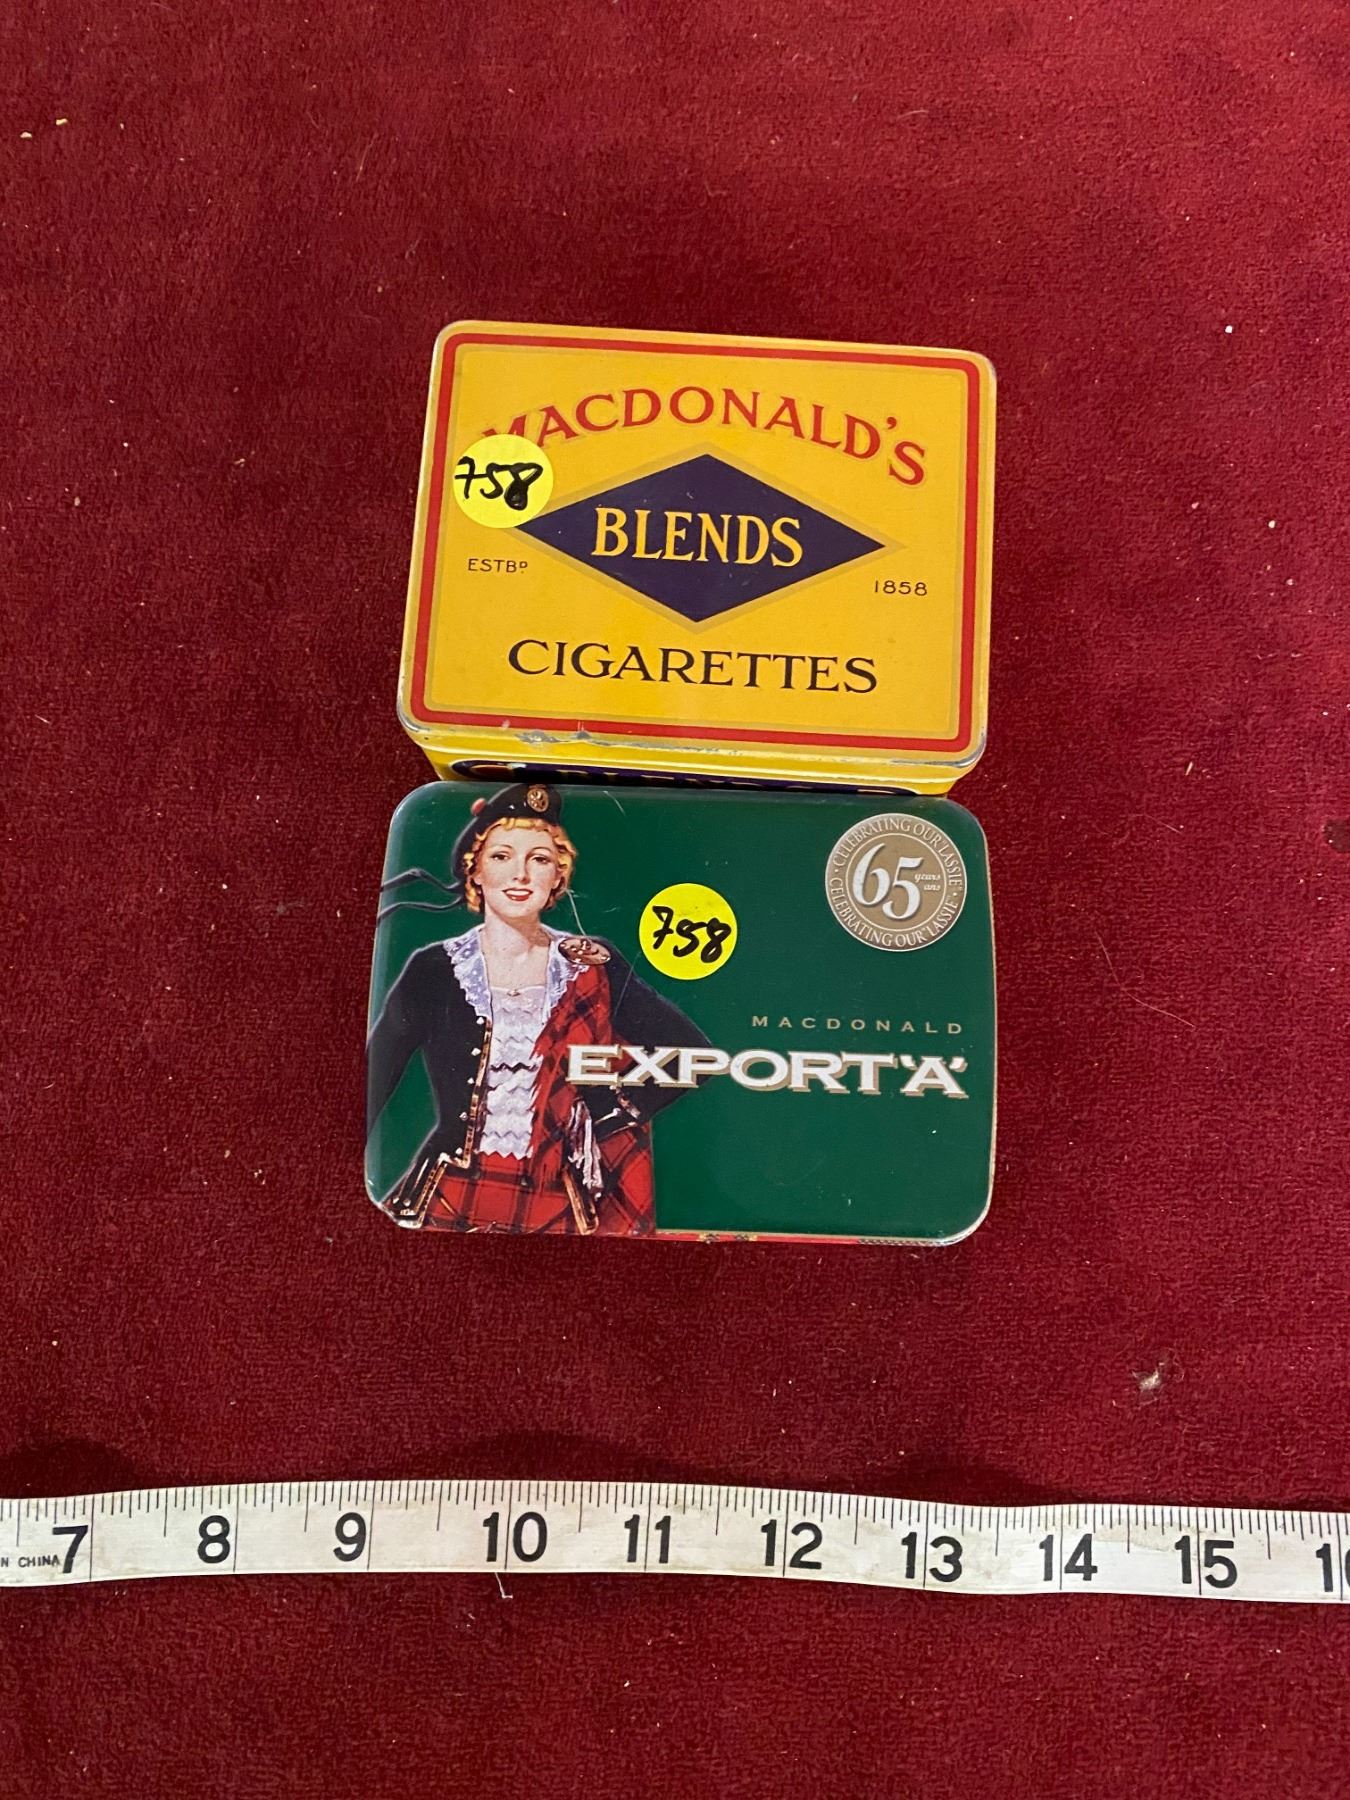 MACDONALD'S
758
BLENDS
ESTBD
1858
CIGARETTES
CELEBRATING OUR LASSIE
65
years
ans
CELEBRATING OUR LASSIE
758
MACDONALD
EXPORT 'A'
N CHINA 7 8 9 10 11 12 13 14 15